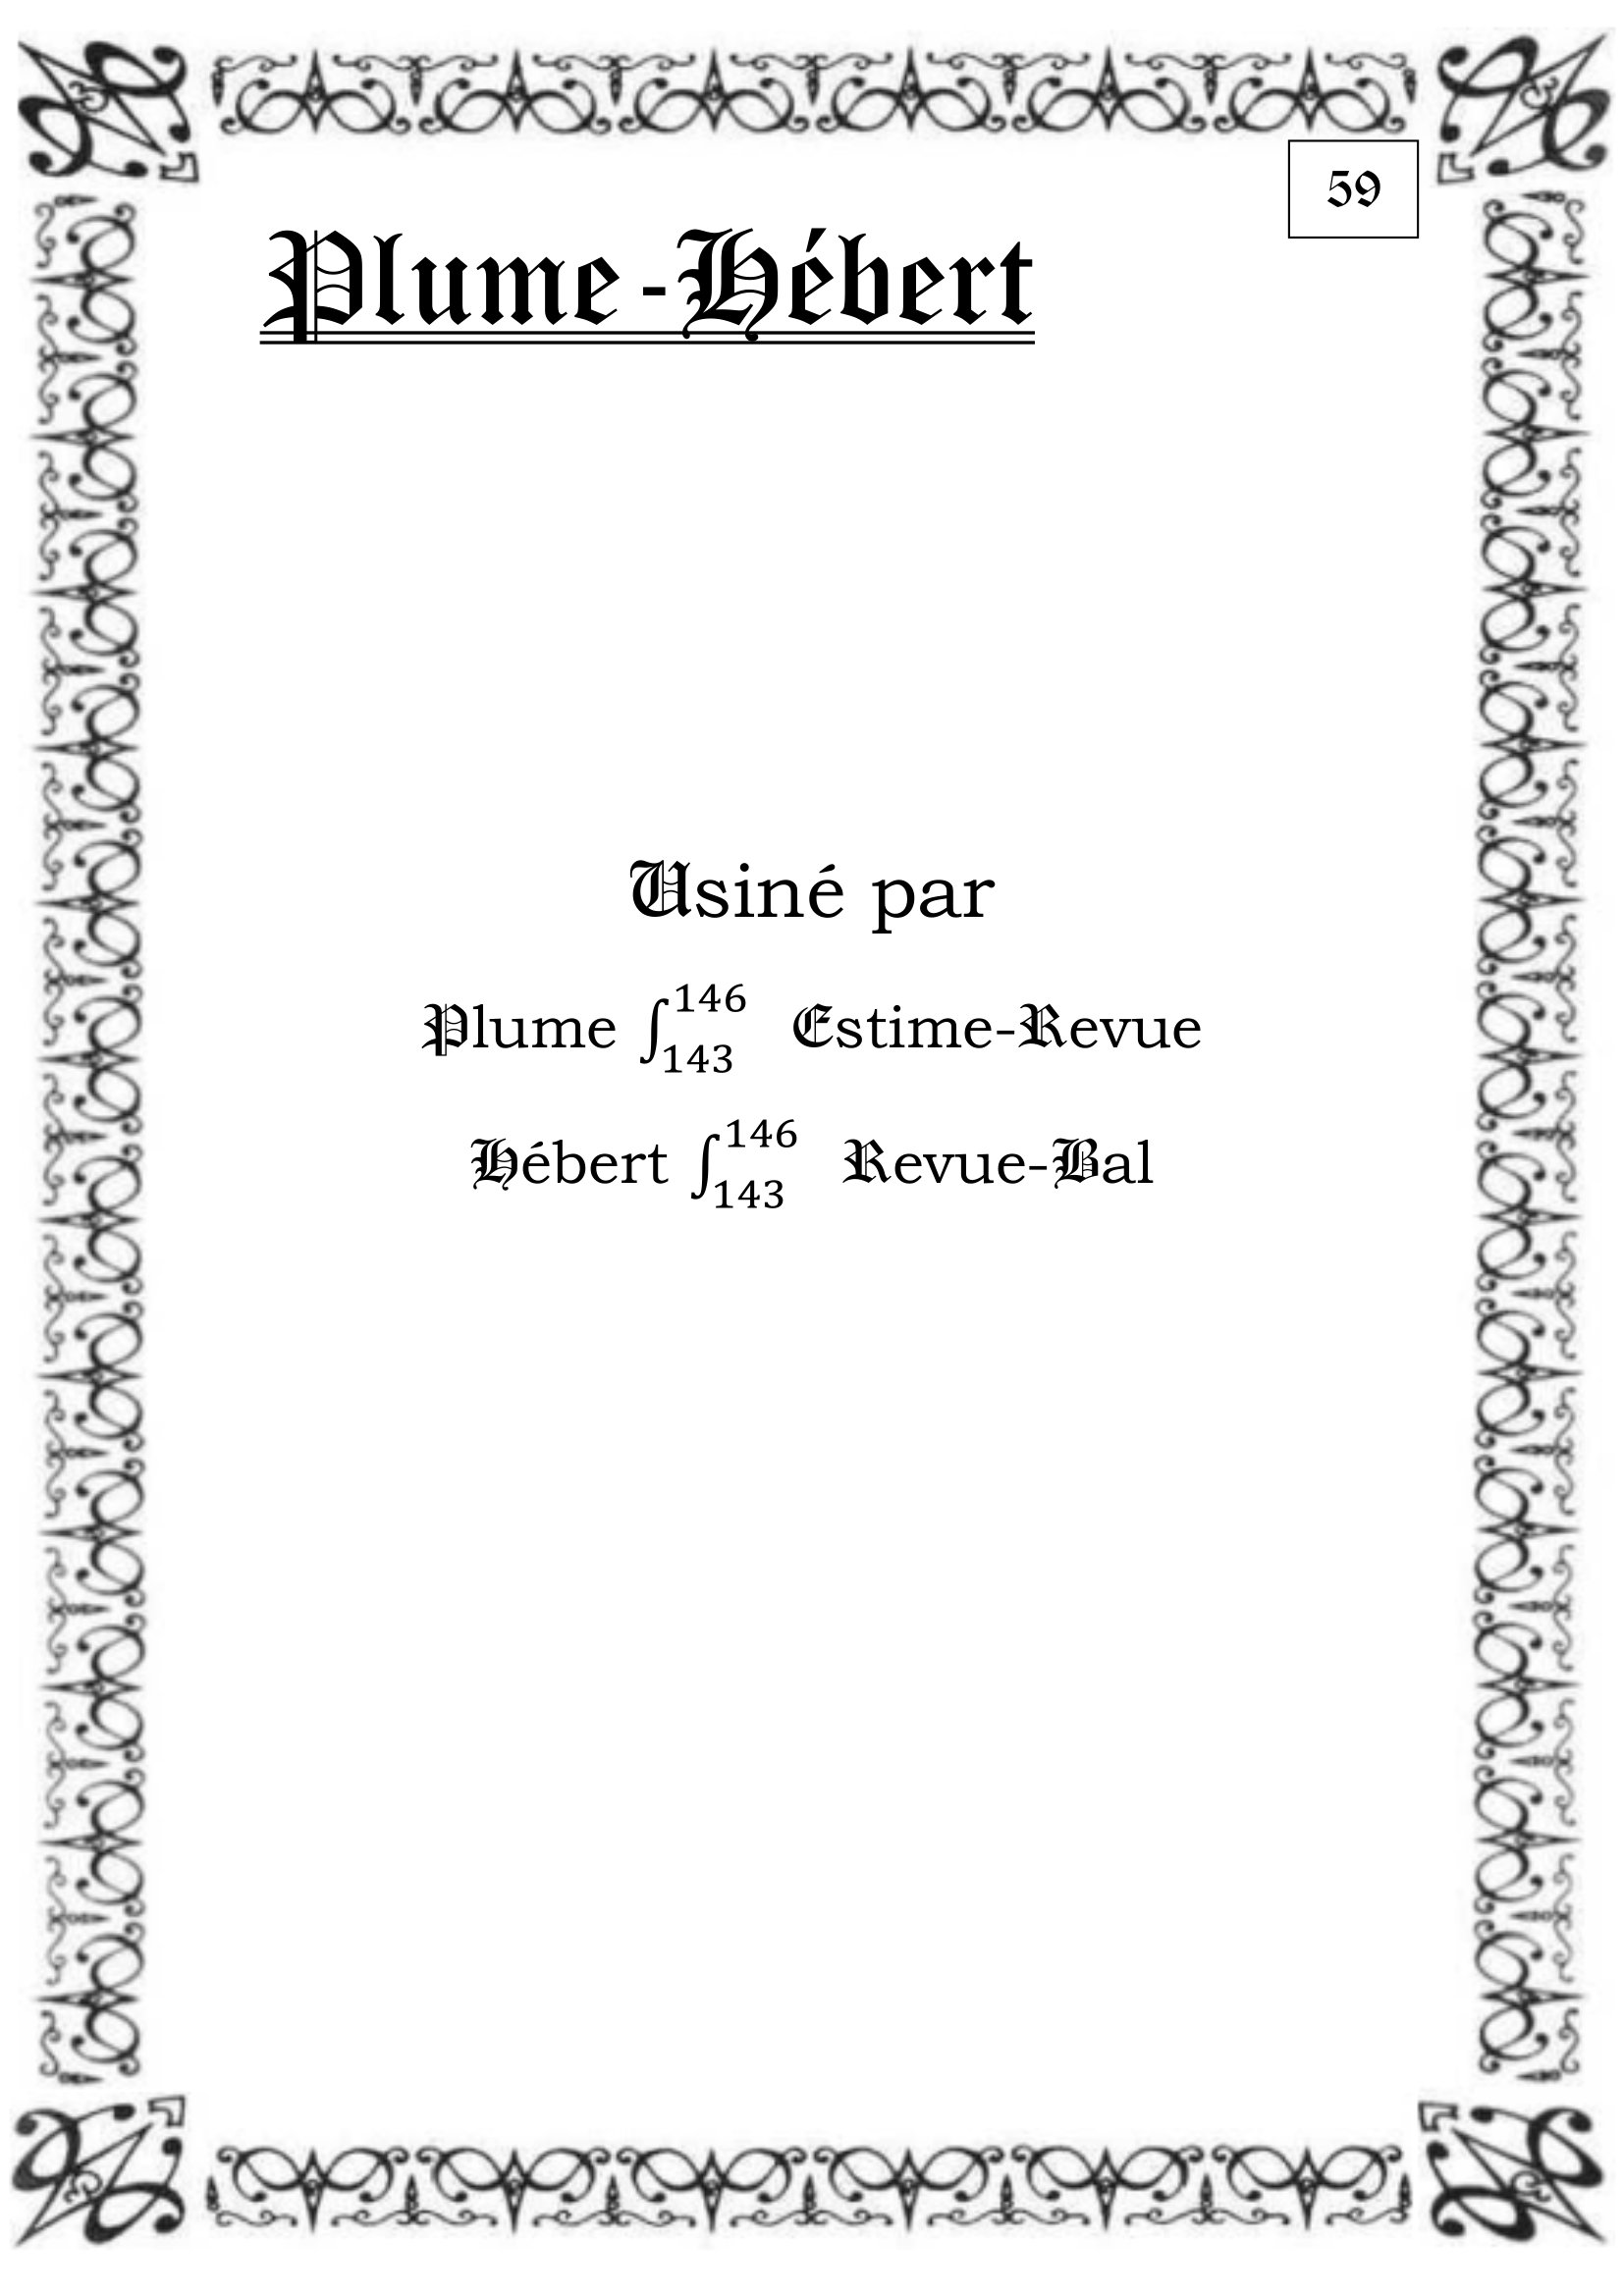 59
Plume-Hébert
Usiné par
Plume ∫₁₄₃¹⁴⁶ Estime-Revue
Hébert ∫₁₄₃¹⁴⁶ Revue-Bal